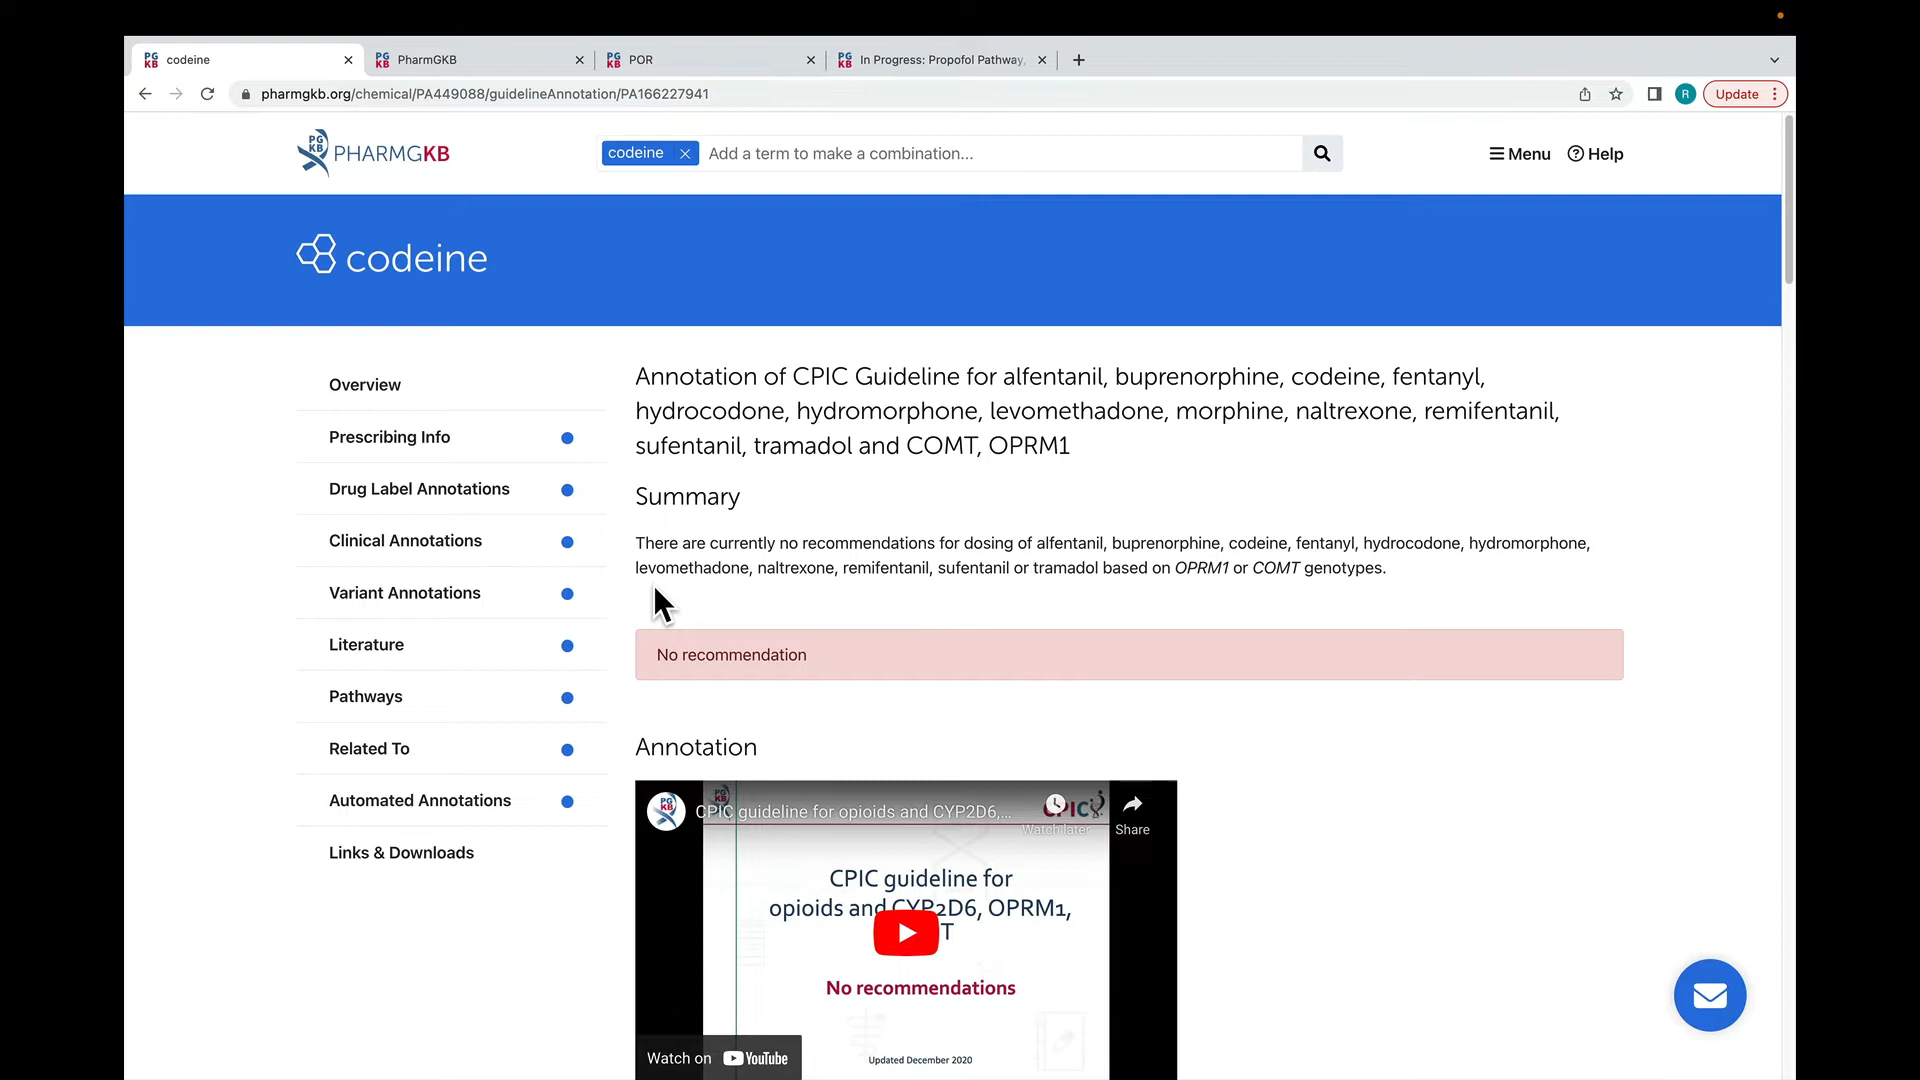 codeine
PharmGKB
POR
In Progress: Propofol Pathway,
pharmgkb.org/chemical/PA449088/guidelineAnnotation/PA166227941
R
Update
PG
KB
PHARMGKB
codeine
Add a term to make a combination...
Menu
Help
codeine
Overview
Prescribing Info
Drug Label Annotations
Clinical Annotations
Variant Annotations
Literature
Pathways
Related To
Automated Annotations
Links & Downloads
Annotation of CPIC Guideline for alfentanil, buprenorphine, codeine, fentanyl,
hydrocodone, hydromorphone, levomethadone, morphine, naltrexone, remifentanil,
sufentanil, tramadol and COMT, OPRM1
Summary
There are currently no recommendations for dosing of alfentanil, buprenorphine, codeine, fentanyl, hydrocodone, hydromorphone,
levomethadone, naltrexone, remifentanil, sufentanil or tramadol based on OPRM1 or COMT genotypes.
No recommendation
Annotation
CPIC guideline for opioids and CYP2D6,...
Watch later
Share
CPIC
CPIC guideline for
opioids and CYP2D6, OPRM1,
T
No recommendations
Watch on YouTube
Updated December 2020